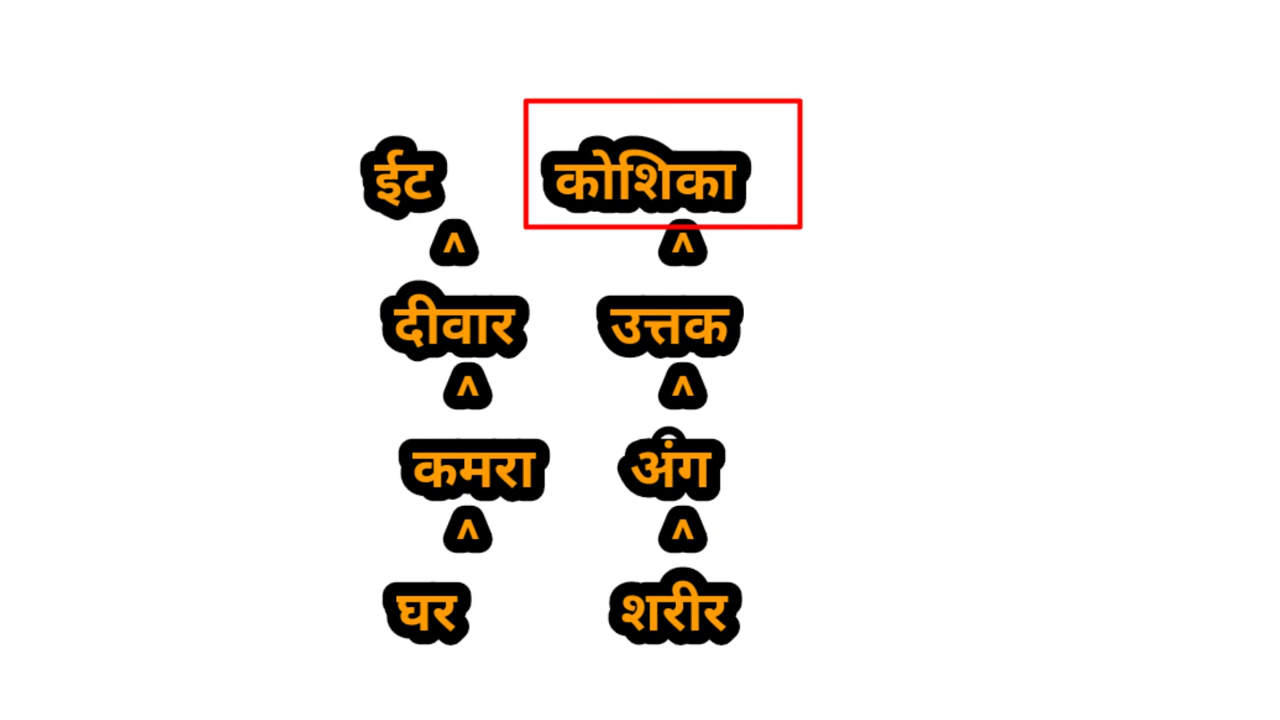 ईट कोशिका
^ ^
दीवार उत्तक
^ ^
कमरा अंग
^ ^
घर शरीर